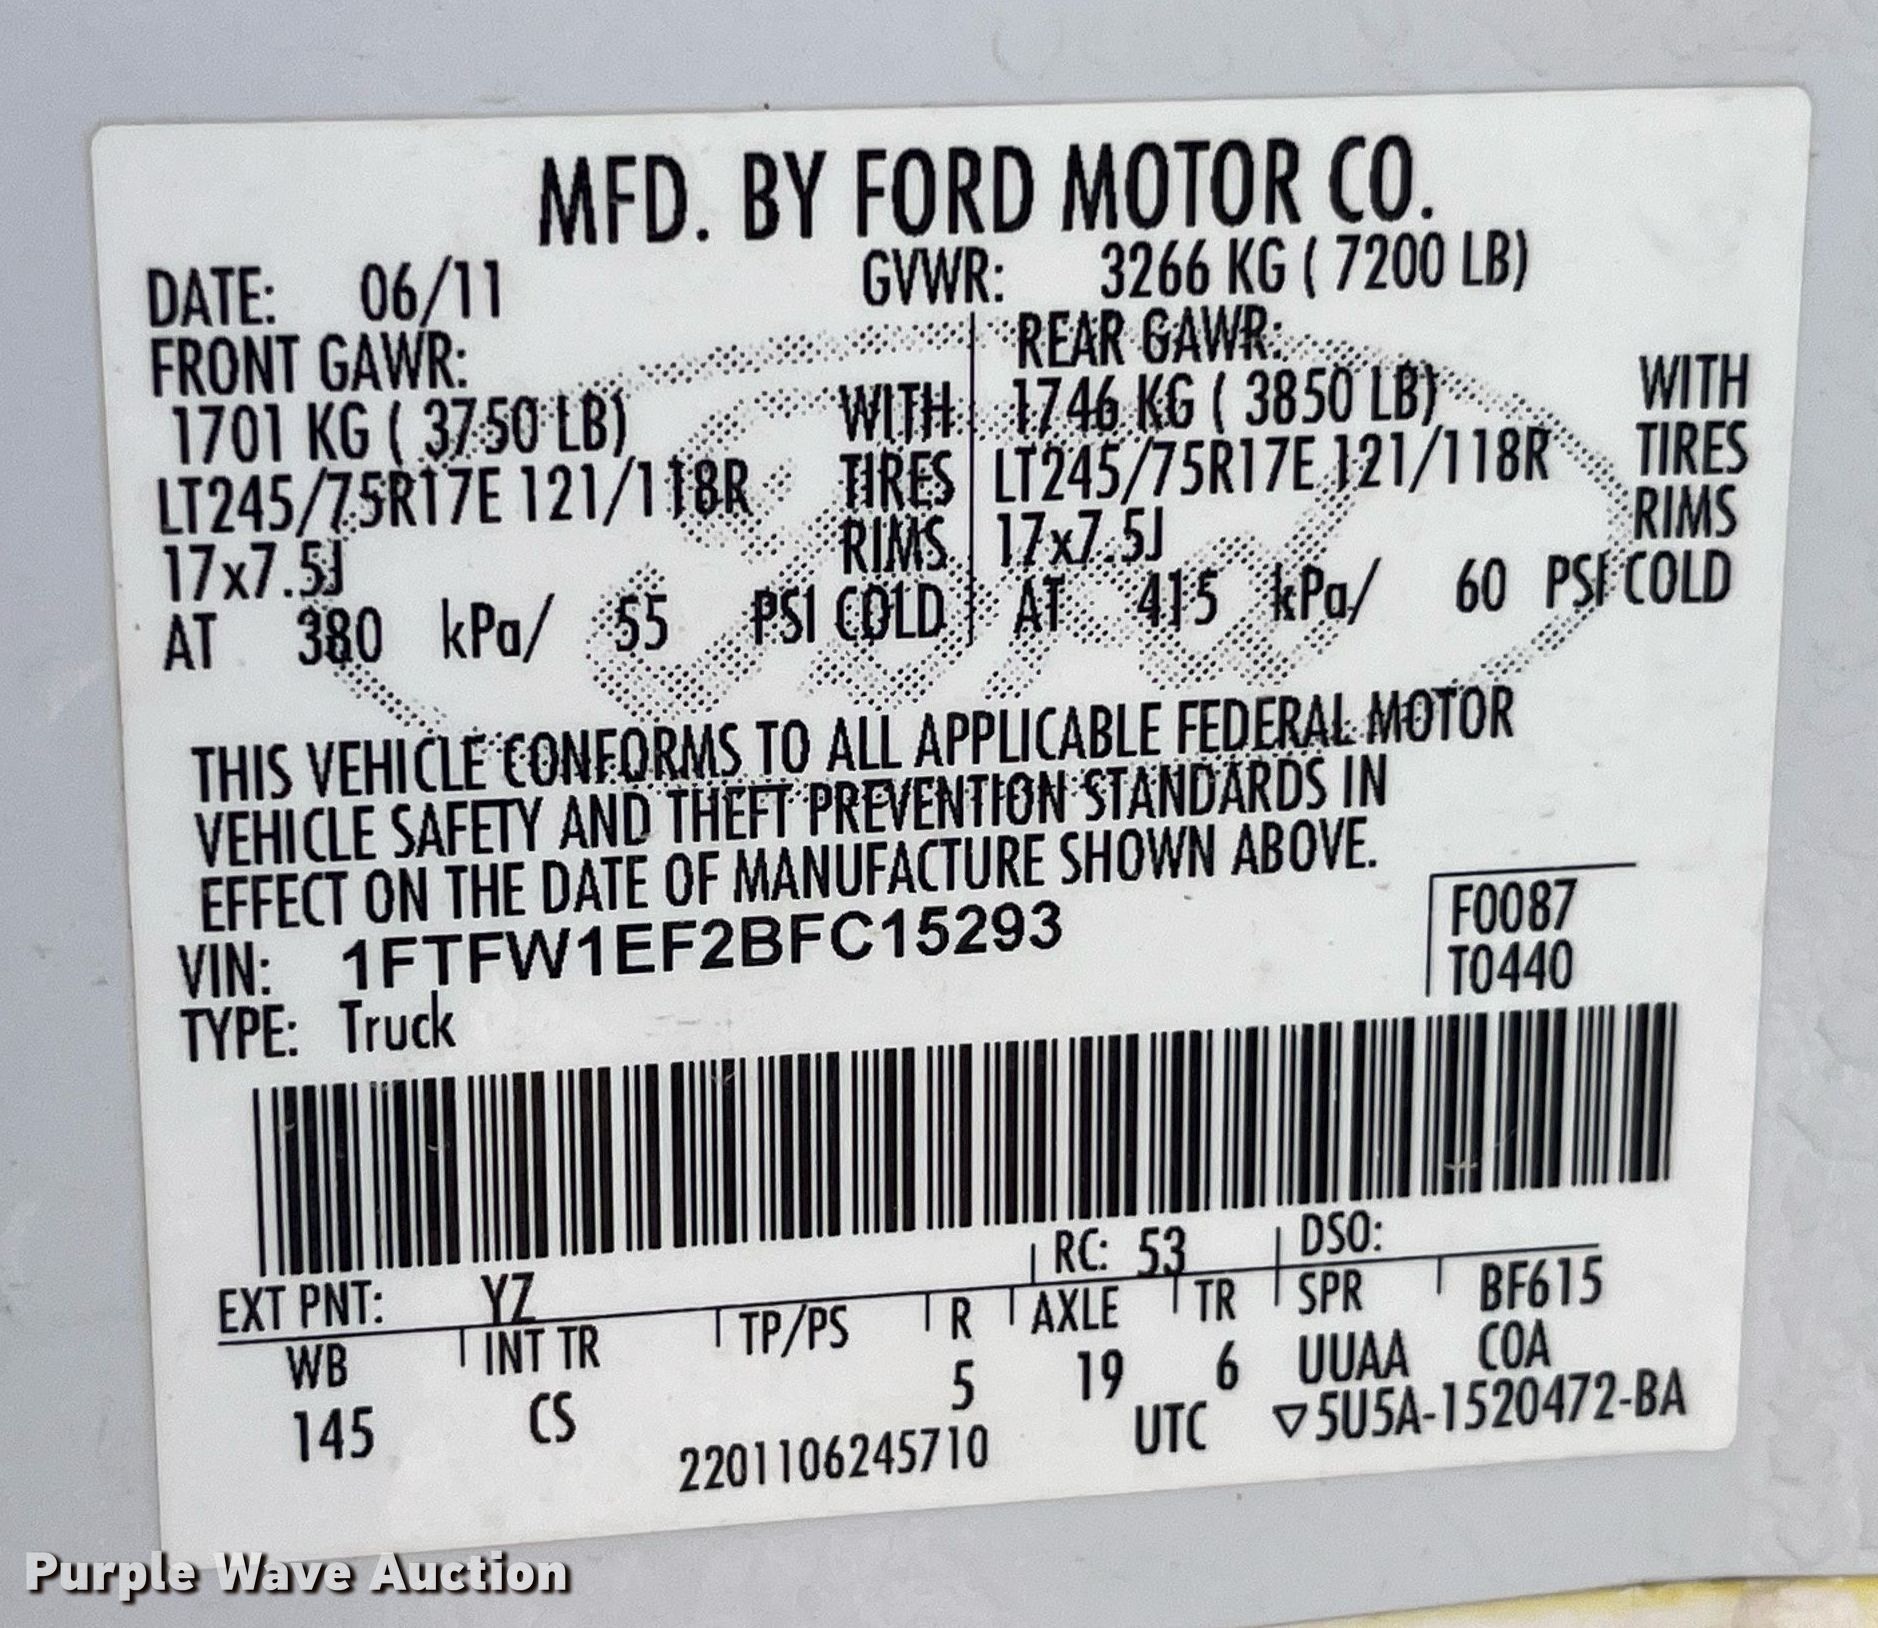 MFD. BY FORD MOTOR CO.
DATE: 06/11 GVWR: 3266 KG ( 7200 LB)
FRONT GAWR: REAR GAWR:
1701 KG ( 3750 LB) WITH 1746 KG ( 3850 LB) WITH
LT245/75R17E 121/118R TIRES LT245/75R17E 121/118R TIRES
17x7.5J RIMS 17x7.5J RIMS
AT 380 kPa/ 55 PSI COLD AT 415 kPa/ 60 PSI COLD
THIS VEHICLE CONFORMS TO ALL APPLICABLE FEDERAL MOTOR
VEHICLE SAFETY AND THEFT PREVENTION STANDARDS IN
EFFECT ON THE DATE OF MANUFACTURE SHOWN ABOVE.
VIN: 1FTFW1EF2BFC15293 F0087
TYPE: Truck T0440
EXT PNT: YZ RC: 53 DSO:
WB INT TR TP/PS R AXLE TR SPR BF615
145 CS 5 19 6 UUAA COA
2201106245710 UTC ▽5U5A-1520472-BA
Purple Wave Auction